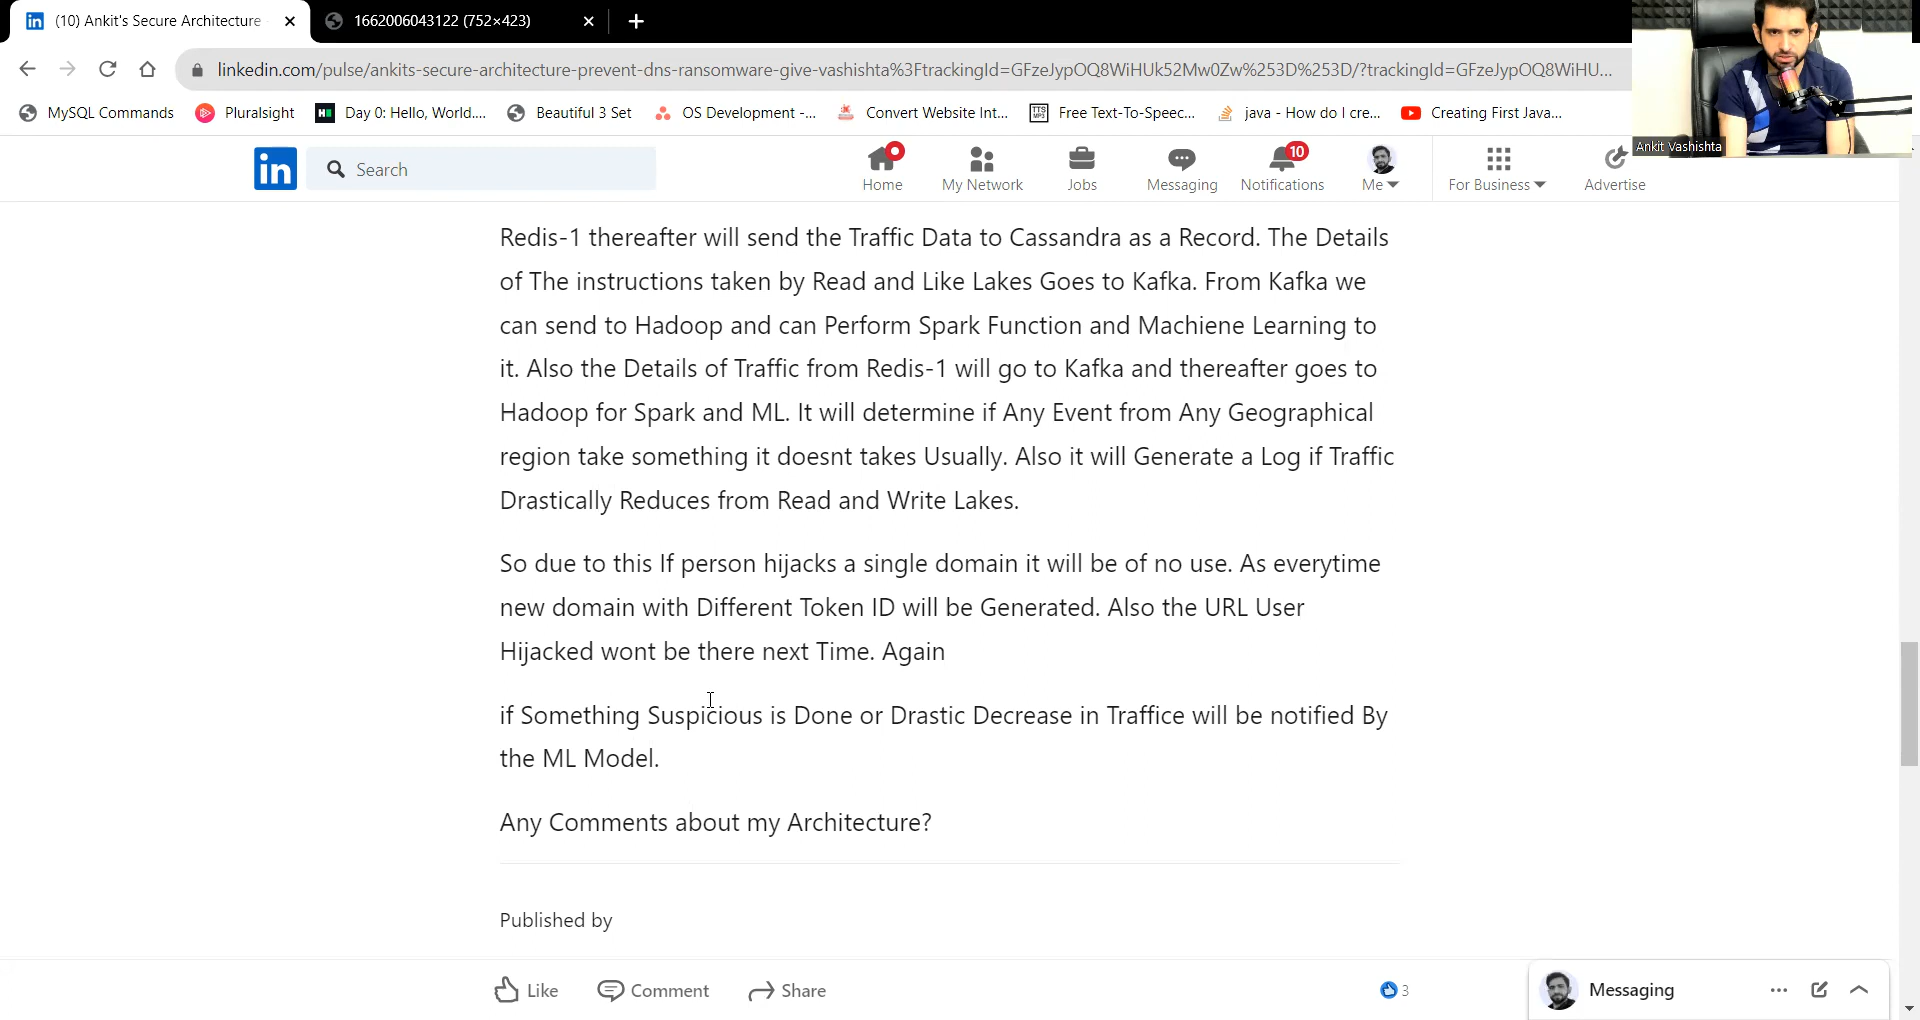 (10) Ankit's Secure Architecture
1662006043122 (752×423)
linkedin.com/pulse/ankits-secure-architecture-prevent-dns-ransomware-give-vashishta%3FtrackingId=GFzeJypOQ8WiHUk52Mw0Zw%253D%253D/?trackingId=GFzeJypOQ8WiHU...
MySQL Commands
Pluralsight
Day 0: Hello, World....
Beautiful 3 Set
OS Development -...
Convert Website Int...
Free Text-To-Speec...
java - How do I cre...
Creating First Java...
Ankit Vashishta
in
Search
Home
My Network
Jobs
Messaging
10
Notifications
Me
For Business
Advertise
Redis-1 thereafter will send the Traffic Data to Cassandra as a Record. The Details
of The instructions taken by Read and Like Lakes Goes to Kafka. From Kafka we
can send to Hadoop and can Perform Spark Function and Machiene Learning to
it. Also the Details of Traffic from Redis-1 will go to Kafka and thereafter goes to
Hadoop for Spark and ML. It will determine if Any Event from Any Geographical
region take something it doesnt takes Usually. Also it will Generate a Log if Traffic
Drastically Reduces from Read and Write Lakes.
So due to this If person hijacks a single domain it will be of no use. As everytime
new domain with Different Token ID will be Generated. Also the URL User
Hijacked wont be there next Time. Again
if Something Suspicious is Done or Drastic Decrease in Traffice will be notified By
the ML Model.
Any Comments about my Architecture?
Published by
Like
Comment
Share
3
Messaging